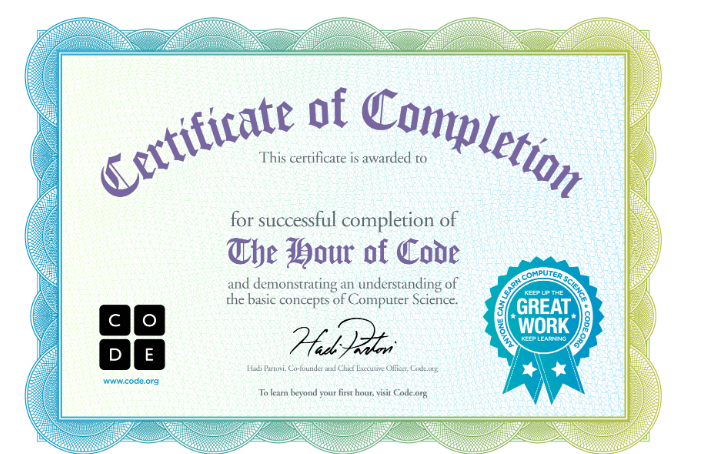 Certificate of Completion
This certificate is awarded to
for successful completion of
The Hour of Code
and demonstrating an understanding of
the basic concepts of Computer Science.
C O
D E
www.code.org
Hadi Partovi
Hadi Partovi, Co-founder and Chief Executive Officer, Code.org
To learn beyond your first hour, visit Code.org
ANYONE CAN LEARN COMPUTER SCIENCE • CODE.ORG
KEEP UP THE
GREAT
WORK
KEEP LEARNING